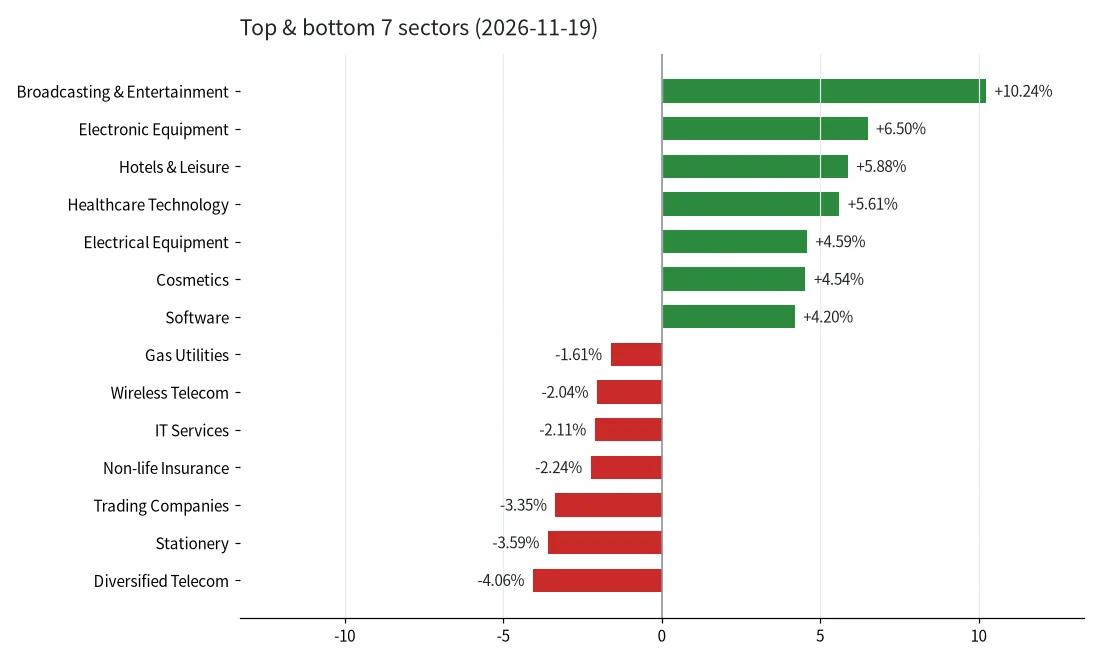 Top & bottom 7 sectors (2026-11-19)
Broadcasting & Entertainment +10.24%
Electronic Equipment +6.50%
Hotels & Leisure +5.88%
Healthcare Technology +5.61%
Electrical Equipment +4.59%
Cosmetics +4.54%
Software +4.20%
Gas Utilities -1.61%
Wireless Telecom -2.04%
IT Services -2.11%
Non-life Insurance -2.24%
Trading Companies -3.35%
Stationery -3.59%
Diversified Telecom -4.06%
-10 -5 0 5 10